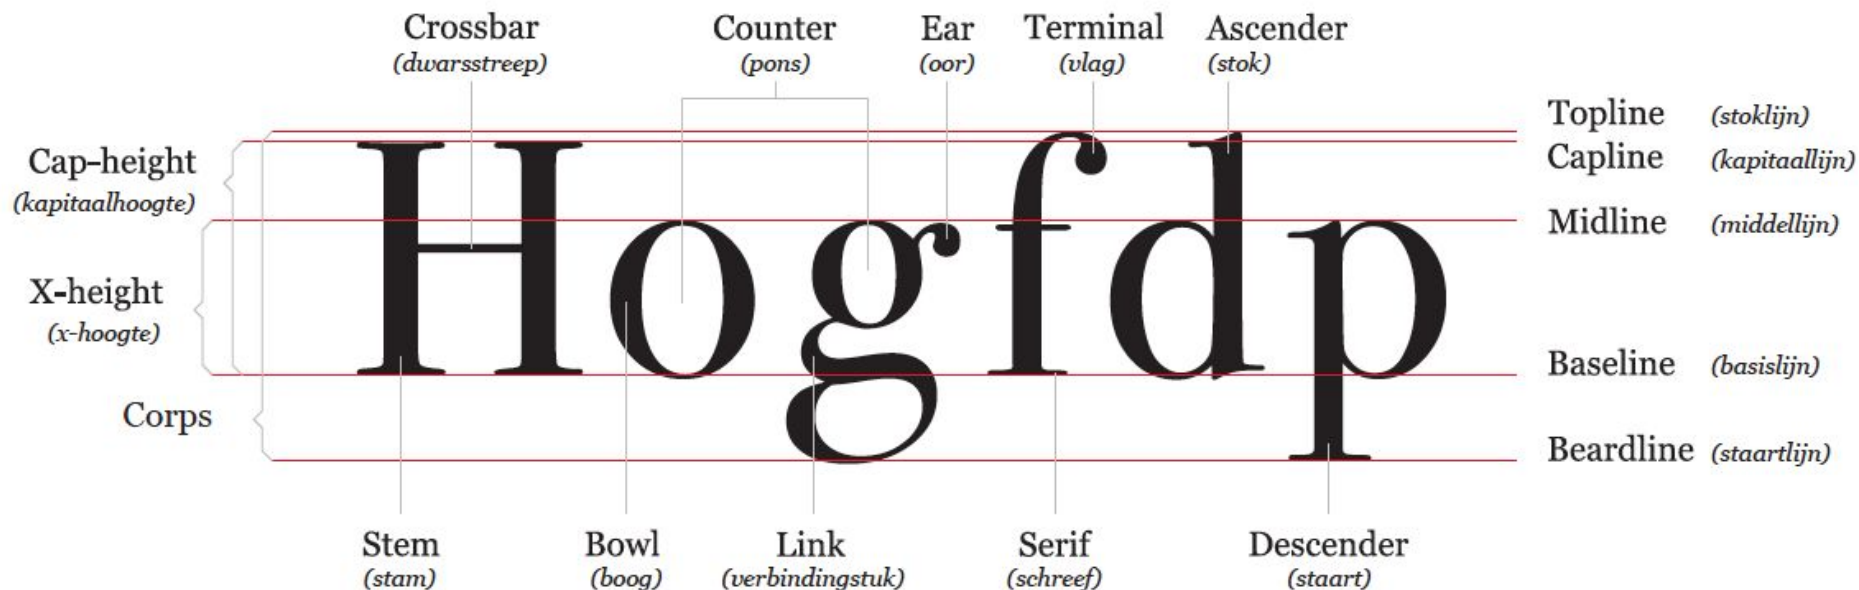 Crossbar
(dwarsstreep)
Counter
(pons)
Ear
(oor)
Terminal
(vlag)
Ascender
(stok)
Topline (stoklijn)
Capline (kapitaallijn)
Midline (middellijn)
Baseline (basislijn)
Beardline (staartlijn)
Cap-height
(kapitaalhoogte)
X-height
(x-hoogte)
Corps
Hogfdp
Stem
(stam)
Bowl
(boog)
Link
(verbindingstuk)
Serif
(schreef)
Descender
(staart)